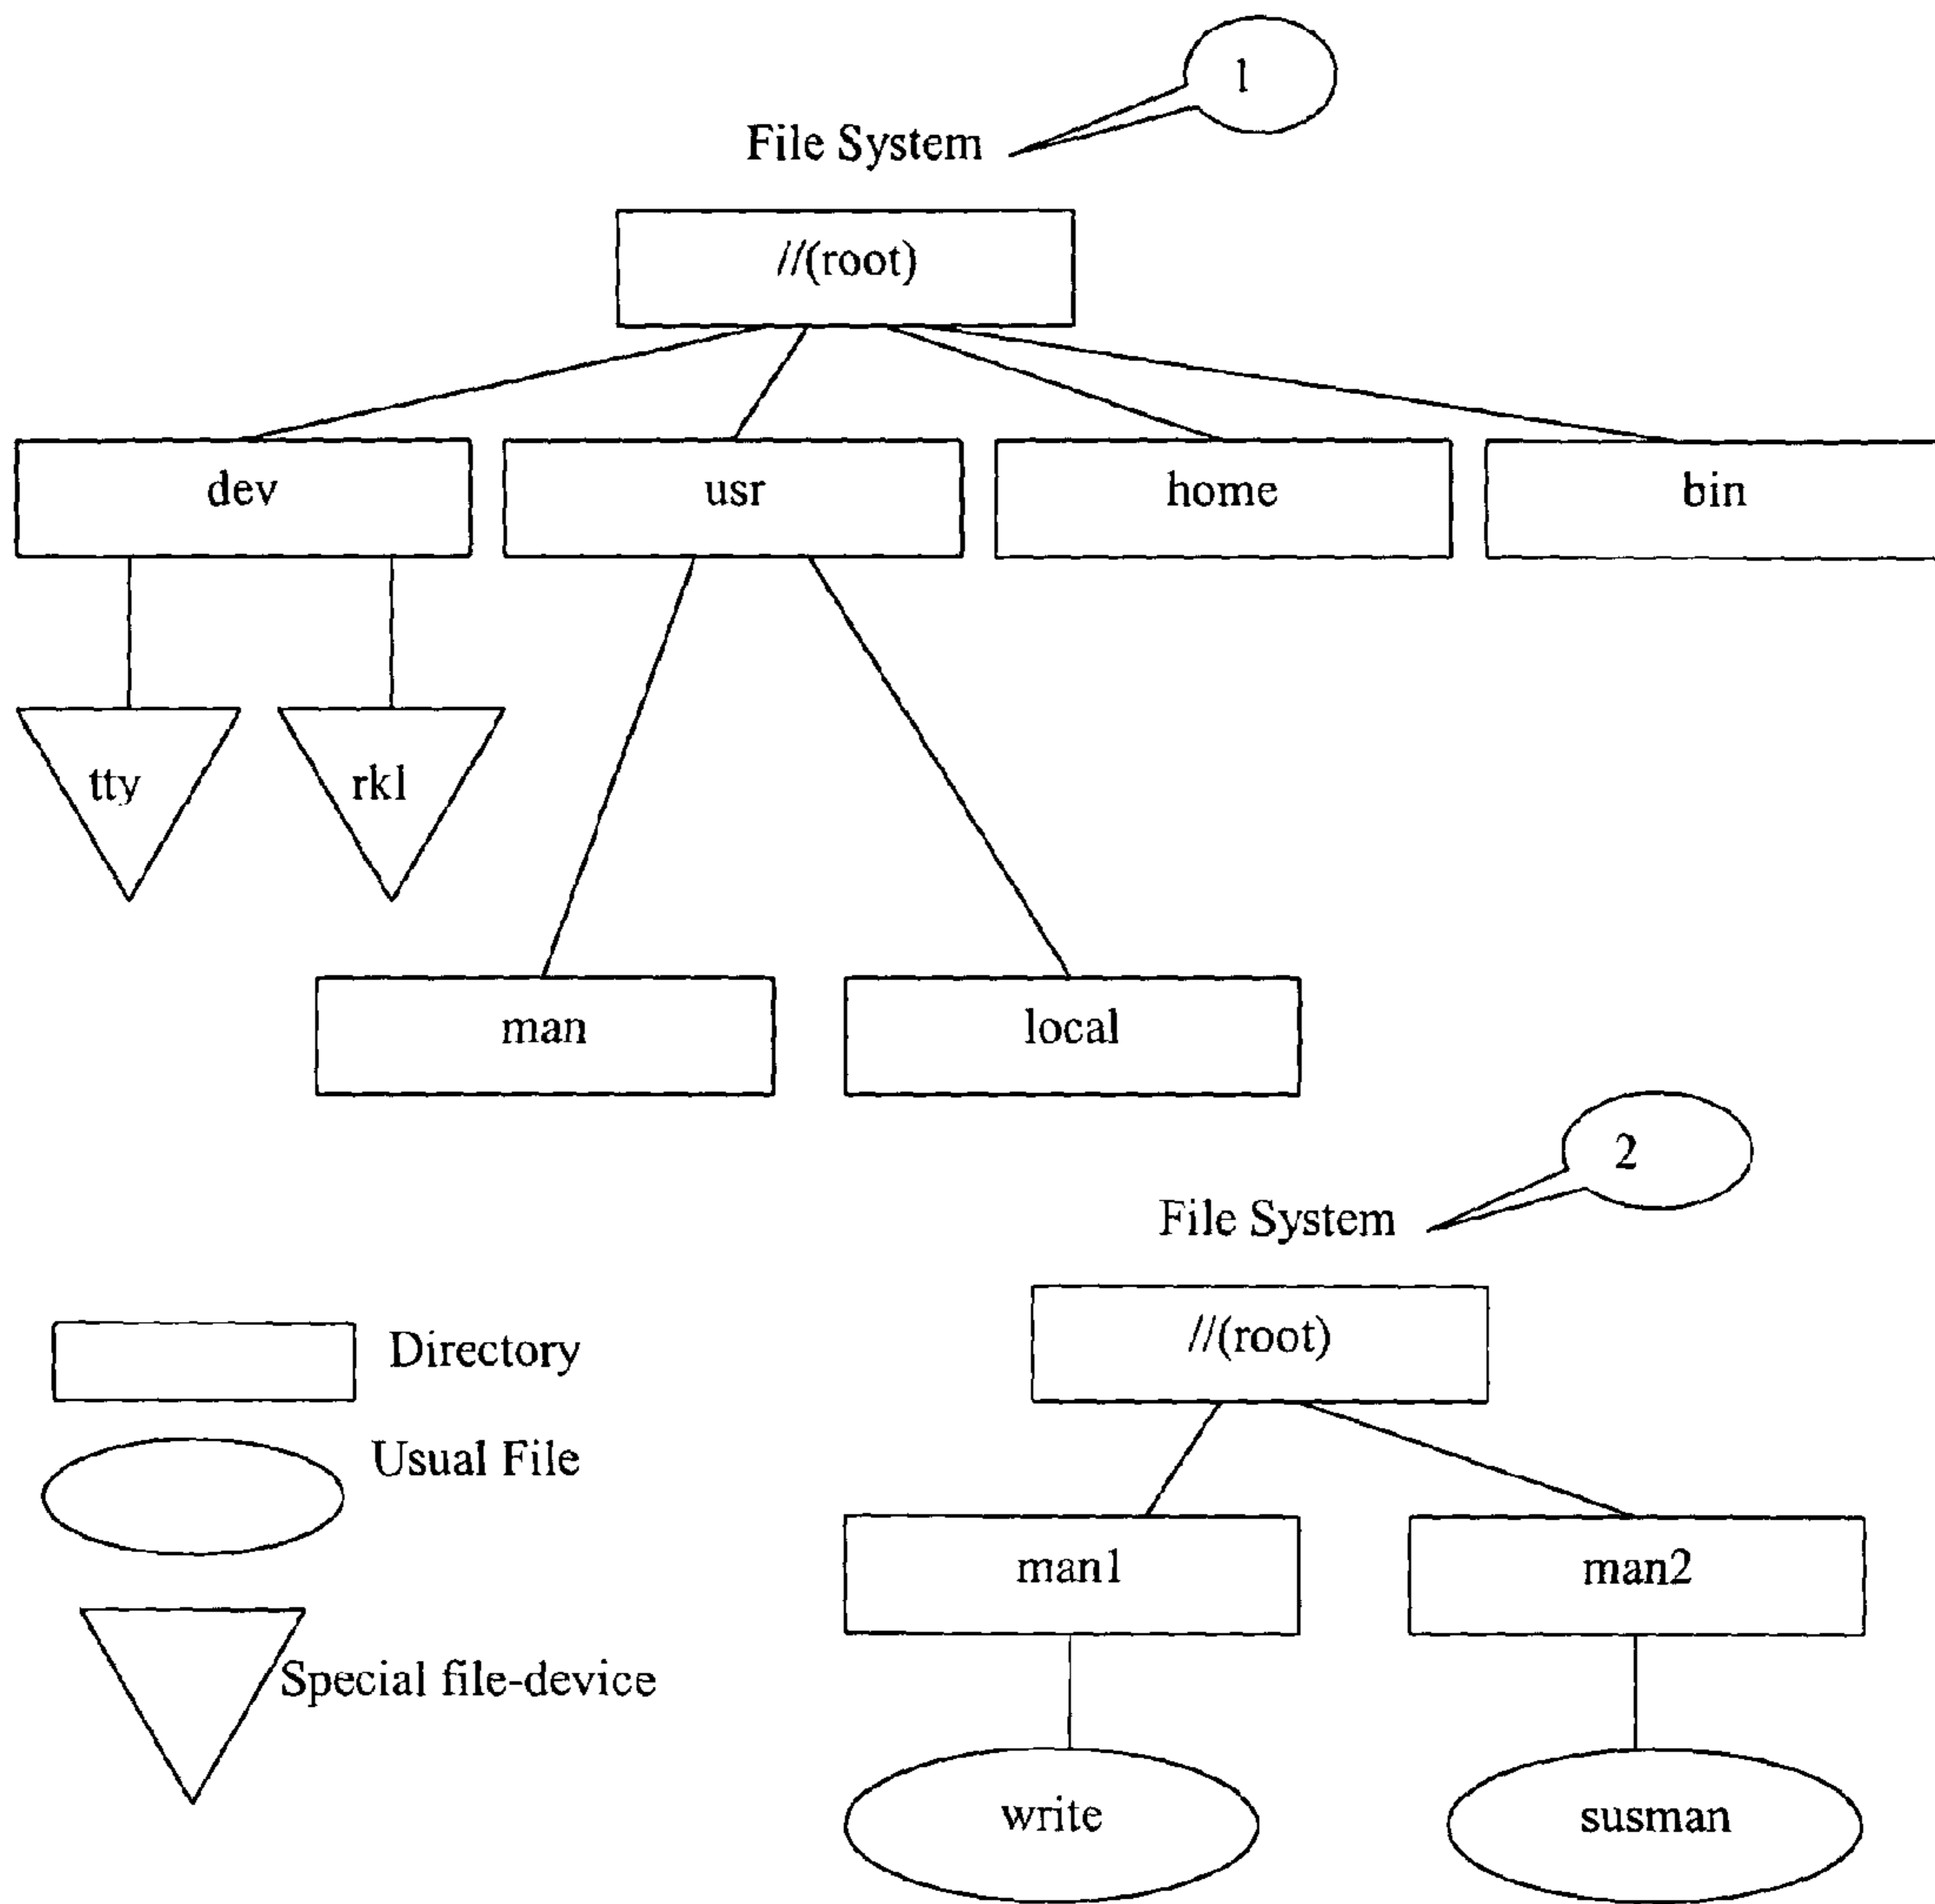 1
File System
//(root)
dev
usr
home
bin
tty
rkl
man
local
2
File System
//(root)
Directory
Usual File
man1
man2
Special file-device
write
susman